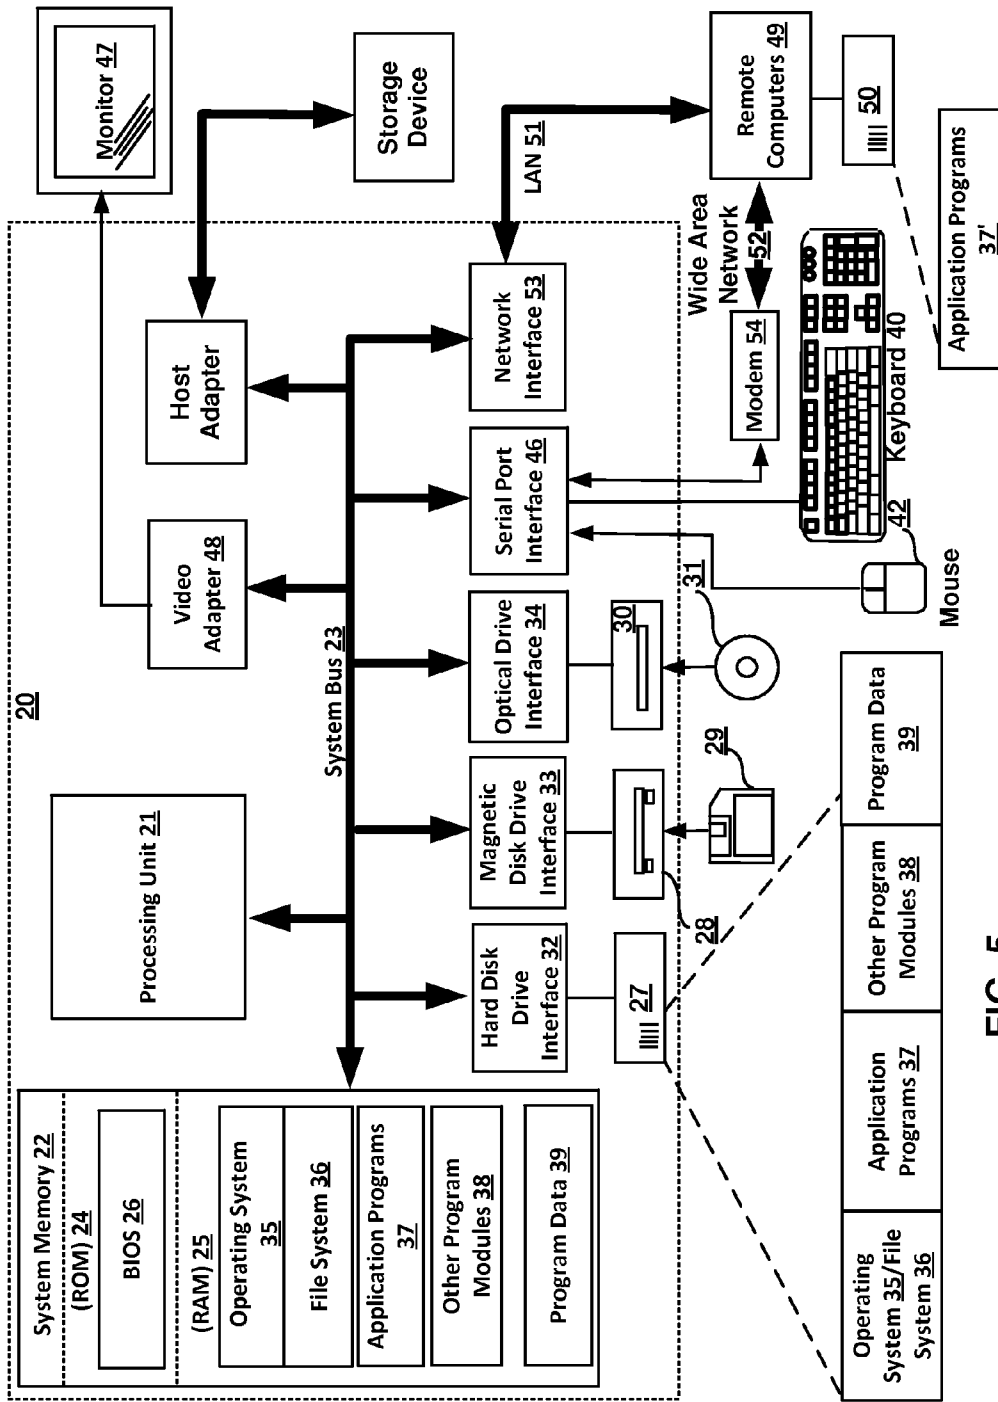 20
System Memory 22
(ROM) 24
BIOS 26
(RAM) 25
Operating System
35
File System 36
Application Programs
37
Other Program
Modules 38
Program Data 39
Processing Unit 21
Video
Adapter 48
Host
Adapter
Monitor 47
Storage
Device
System Bus 23
Hard Disk
Drive
Interface 32
Magnetic
Disk Drive
Interface 33
Optical Drive
Interface 34
Serial Port
Interface 46
Network
Interface 53
LAN 51
27
28
29
30
31
Wide Area
Network
52
Modem 54
Remote
Computers 49
50
Keyboard 40
42
Mouse
Operating
System 35/File
System 36
Application
Programs 37
Other Program
Modules 38
Program Data
39
Application Programs
37'
FIG. 5